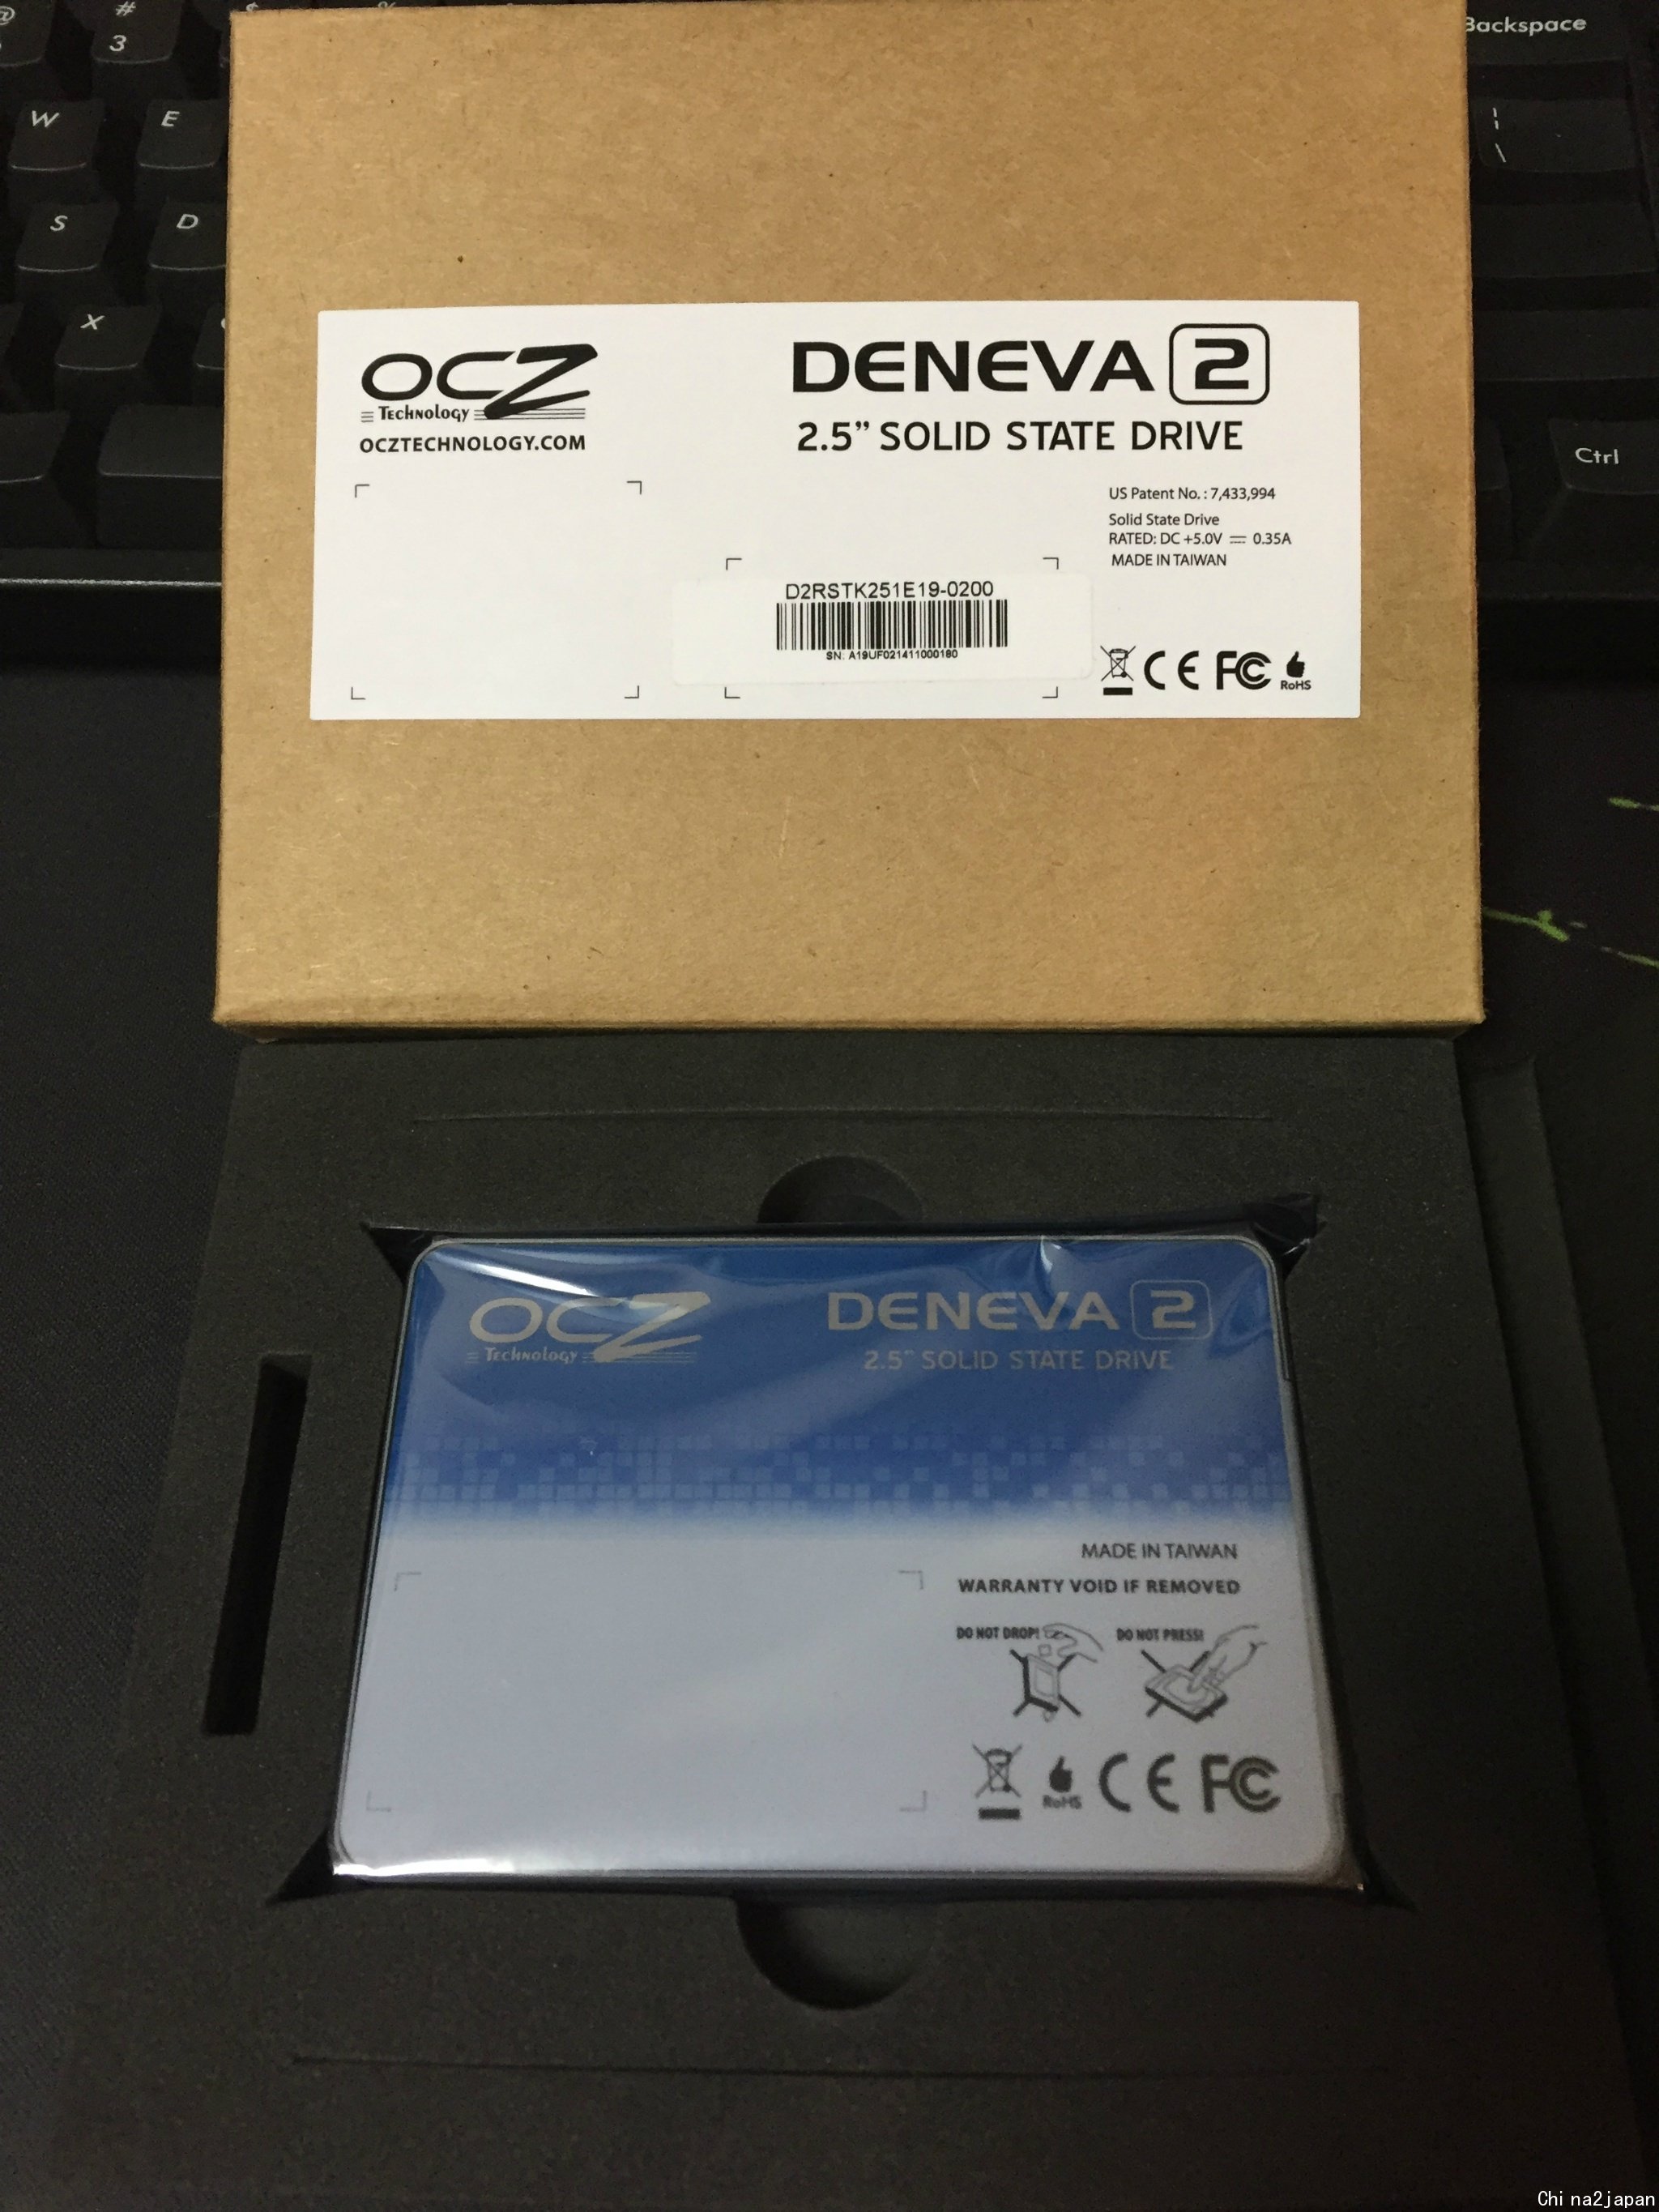 @
#
3
$
%
Backspace
W
E
S
D
X
Ctrl
OCZ
Technology
OCZTECHNOLOGY.COM
DENEVA 2
2.5” SOLID STATE DRIVE
US Patent No. : 7,433,994
Solid State Drive
RATED: DC +5.0V ⎓ 0.35A
MADE IN TAIWAN
D2RSTK251E19-0200
SN: A19UF021411000180
CE FC RoHS
OCZ
Technology
DENEVA 2
2.5" SOLID STATE DRIVE
MADE IN TAIWAN
WARRANTY VOID IF REMOVED
DO NOT DROP! DO NOT PRESS!
RoHS CE FC
Chi na2japan